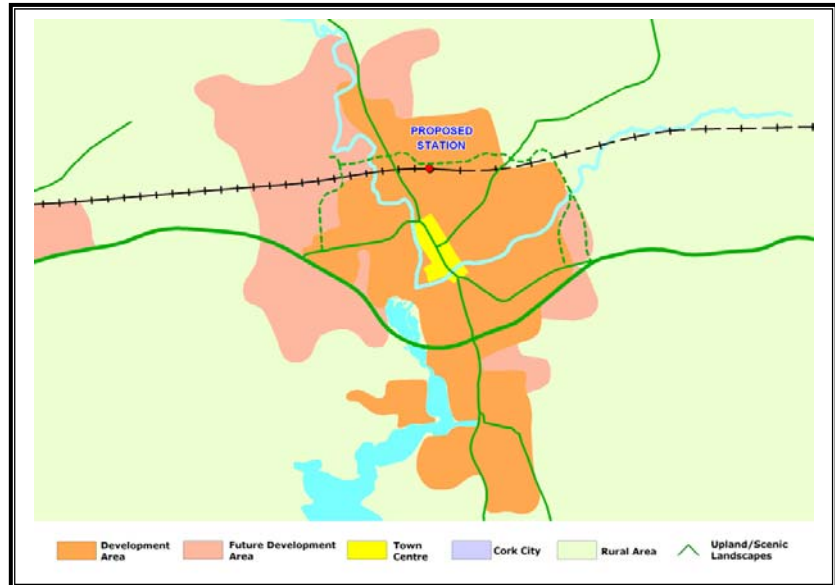 PROPOSED
STATION
Development
Area
Future Development
Area
Town
Centre
Cork City
Rural Area
Upland/Scenic
Landscapes